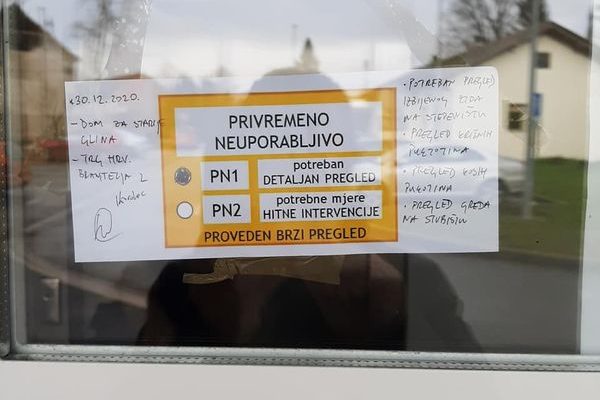 30.12.2020.
- DOM ZA STARIJE
GLINA
- TRG HRV.
BRANITELJA 2
PRIVREMENO
NEUPORABLJIVO
PN1
potreban
DETALJAN PREGLED
PN2
potrebne mjere
HITNE INTERVENCIJE
PROVEDEN BRZI PREGLED
• POTREBAN PREGLED
IZBIJENOG ZIDA
NA STEPENIŠTU
• PREGLED
PUKOTINA
• PREGLED KOSIH
PUKOTINA
• PREGLED GREDA
NA STUBIŠTU